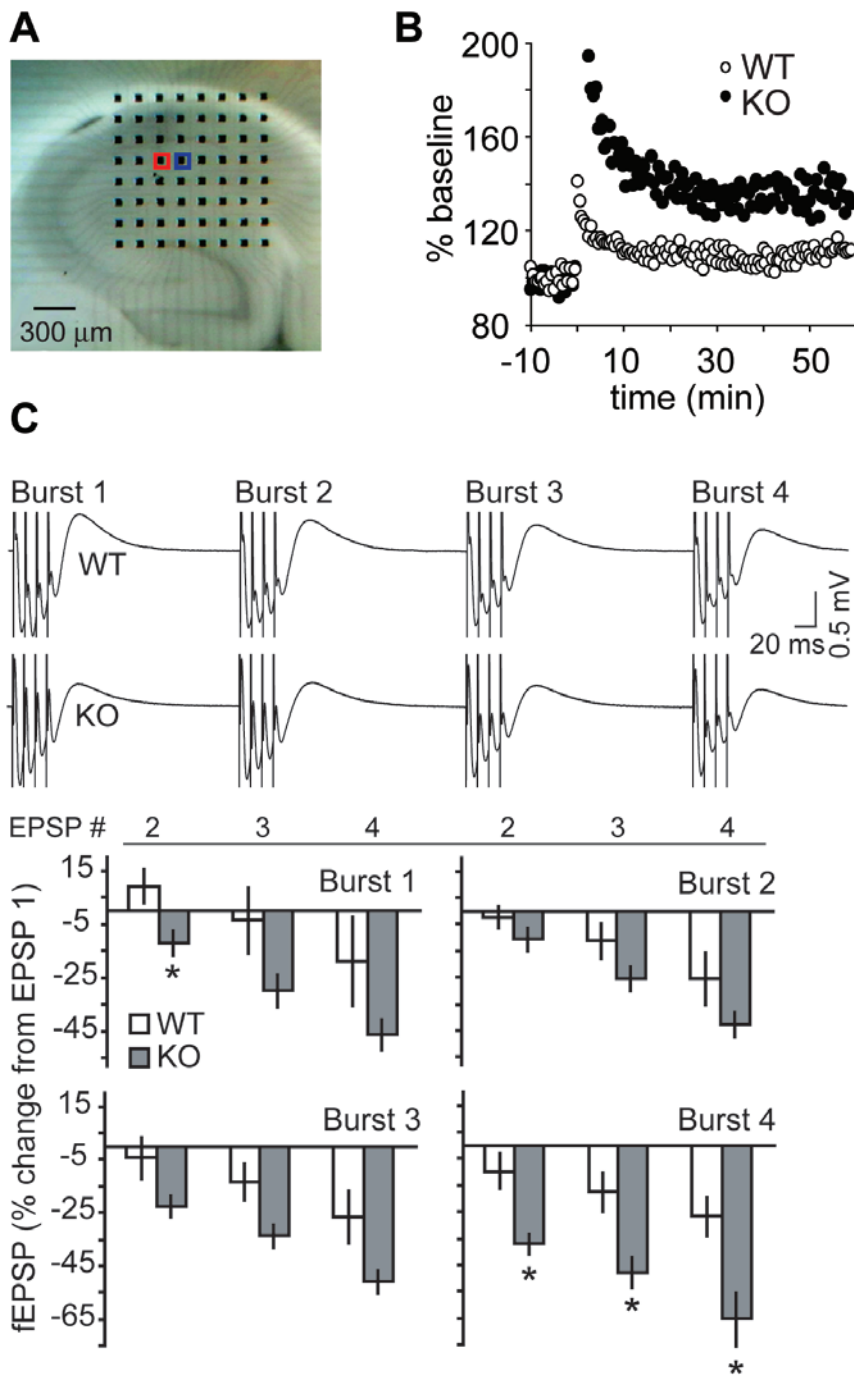 A
300 μm
B
200
160
120
80
% baseline
WT
KO
-10 10 30 50
time (min)
C
Burst 1 Burst 2 Burst 3 Burst 4
WT
20 ms
0.5 mV
KO
EPSP # 2 3 4 2 3 4
fEPSP (% change from EPSP 1)
15
-5
-25
-45
Burst 1
*
WT
KO
Burst 2
15
-5
-25
-45
-65
Burst 3
Burst 4
*
*
*